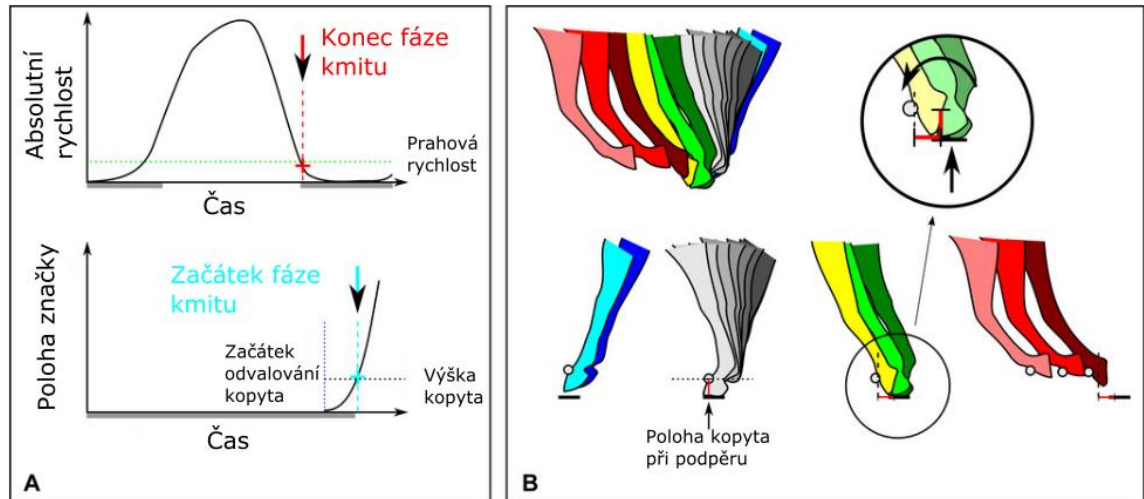 Absolutní
rychlost
Konec fáze
kmitu
Prahová
rychlost
Čas
Poloha značky
Začátek fáze
kmitu
Začátek
odvalování
kopyta
Výška
kopyta
Čas
A
Poloha kopyta
při podpěru
B